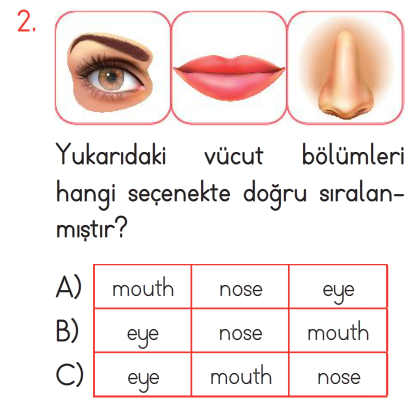 2.
Yukarıdaki vücut bölümleri
hangi seçenekte doğru sıralan-
mıştır?
A) mouth nose eye
B) eye nose mouth
C) eye mouth nose